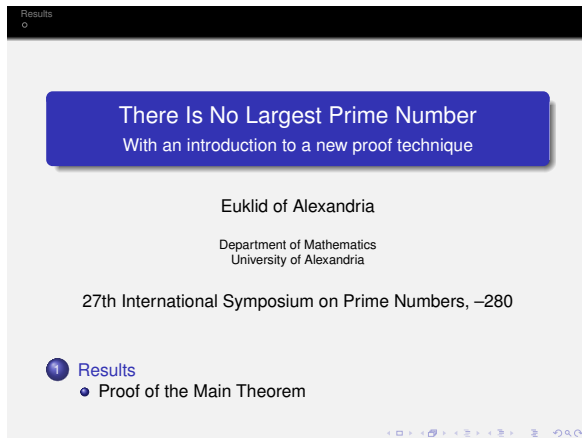 Results
There Is No Largest Prime Number
With an introduction to a new proof technique
Euklid of Alexandria
Department of Mathematics
University of Alexandria
27th International Symposium on Prime Numbers, –280
1 Results
Proof of the Main Theorem